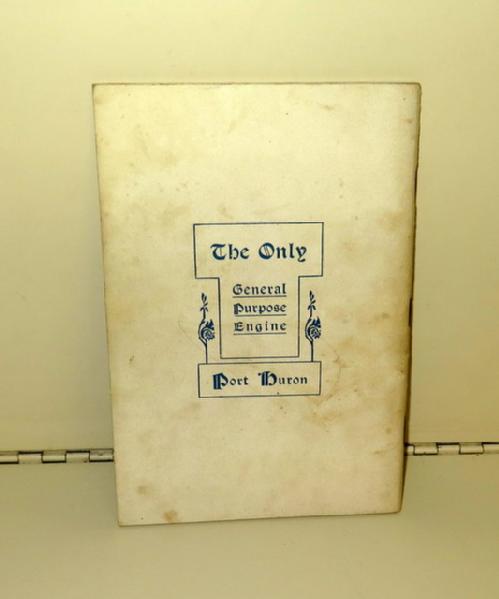 The Only
General
Purpose
Engine
Port Huron